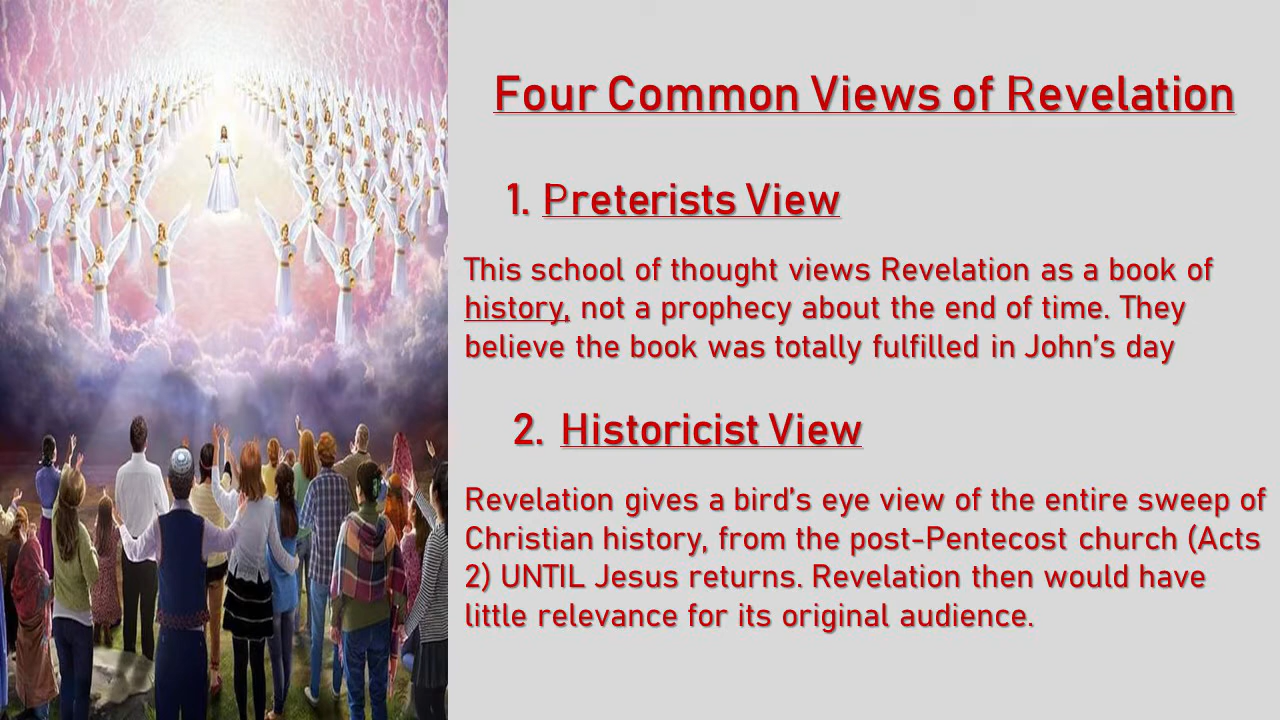 Four Common Views of Revelation
1. Preterists View
This school of thought views Revelation as a book of
history, not a prophecy about the end of time. They
believe the book was totally fulfilled in John's day
2. Historicist View
Revelation gives a bird's eye view of the entire sweep of
Christian history, from the post-Pentecost church (Acts
2) UNTIL Jesus returns. Revelation then would have
little relevance for its original audience.